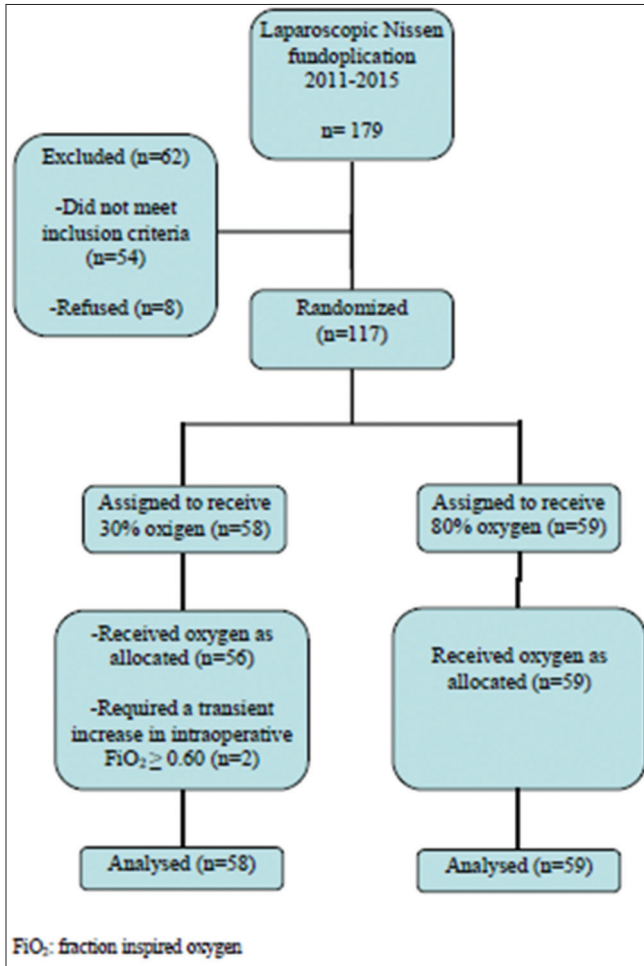 Laparoscopic Nissen
fundoplication
2011-2015
n= 179
Excluded (n=62)
-Did not meet
inclusion criteria
(n=54)
-Refused (n=8)
Randomized
(n=117)
Assigned to receive
30% oxigen (n=58)
Assigned to receive
80% oxygen (n=59)
-Received oxygen as
allocated (n=56)
-Required a transient
increase in intraoperative
FiO₂ ≥ 0.60 (n=2)
Received oxygen as
allocated (n=59)
Analysed (n=58)
Analysed (n=59)
FiO₂: fraction inspired oxygen